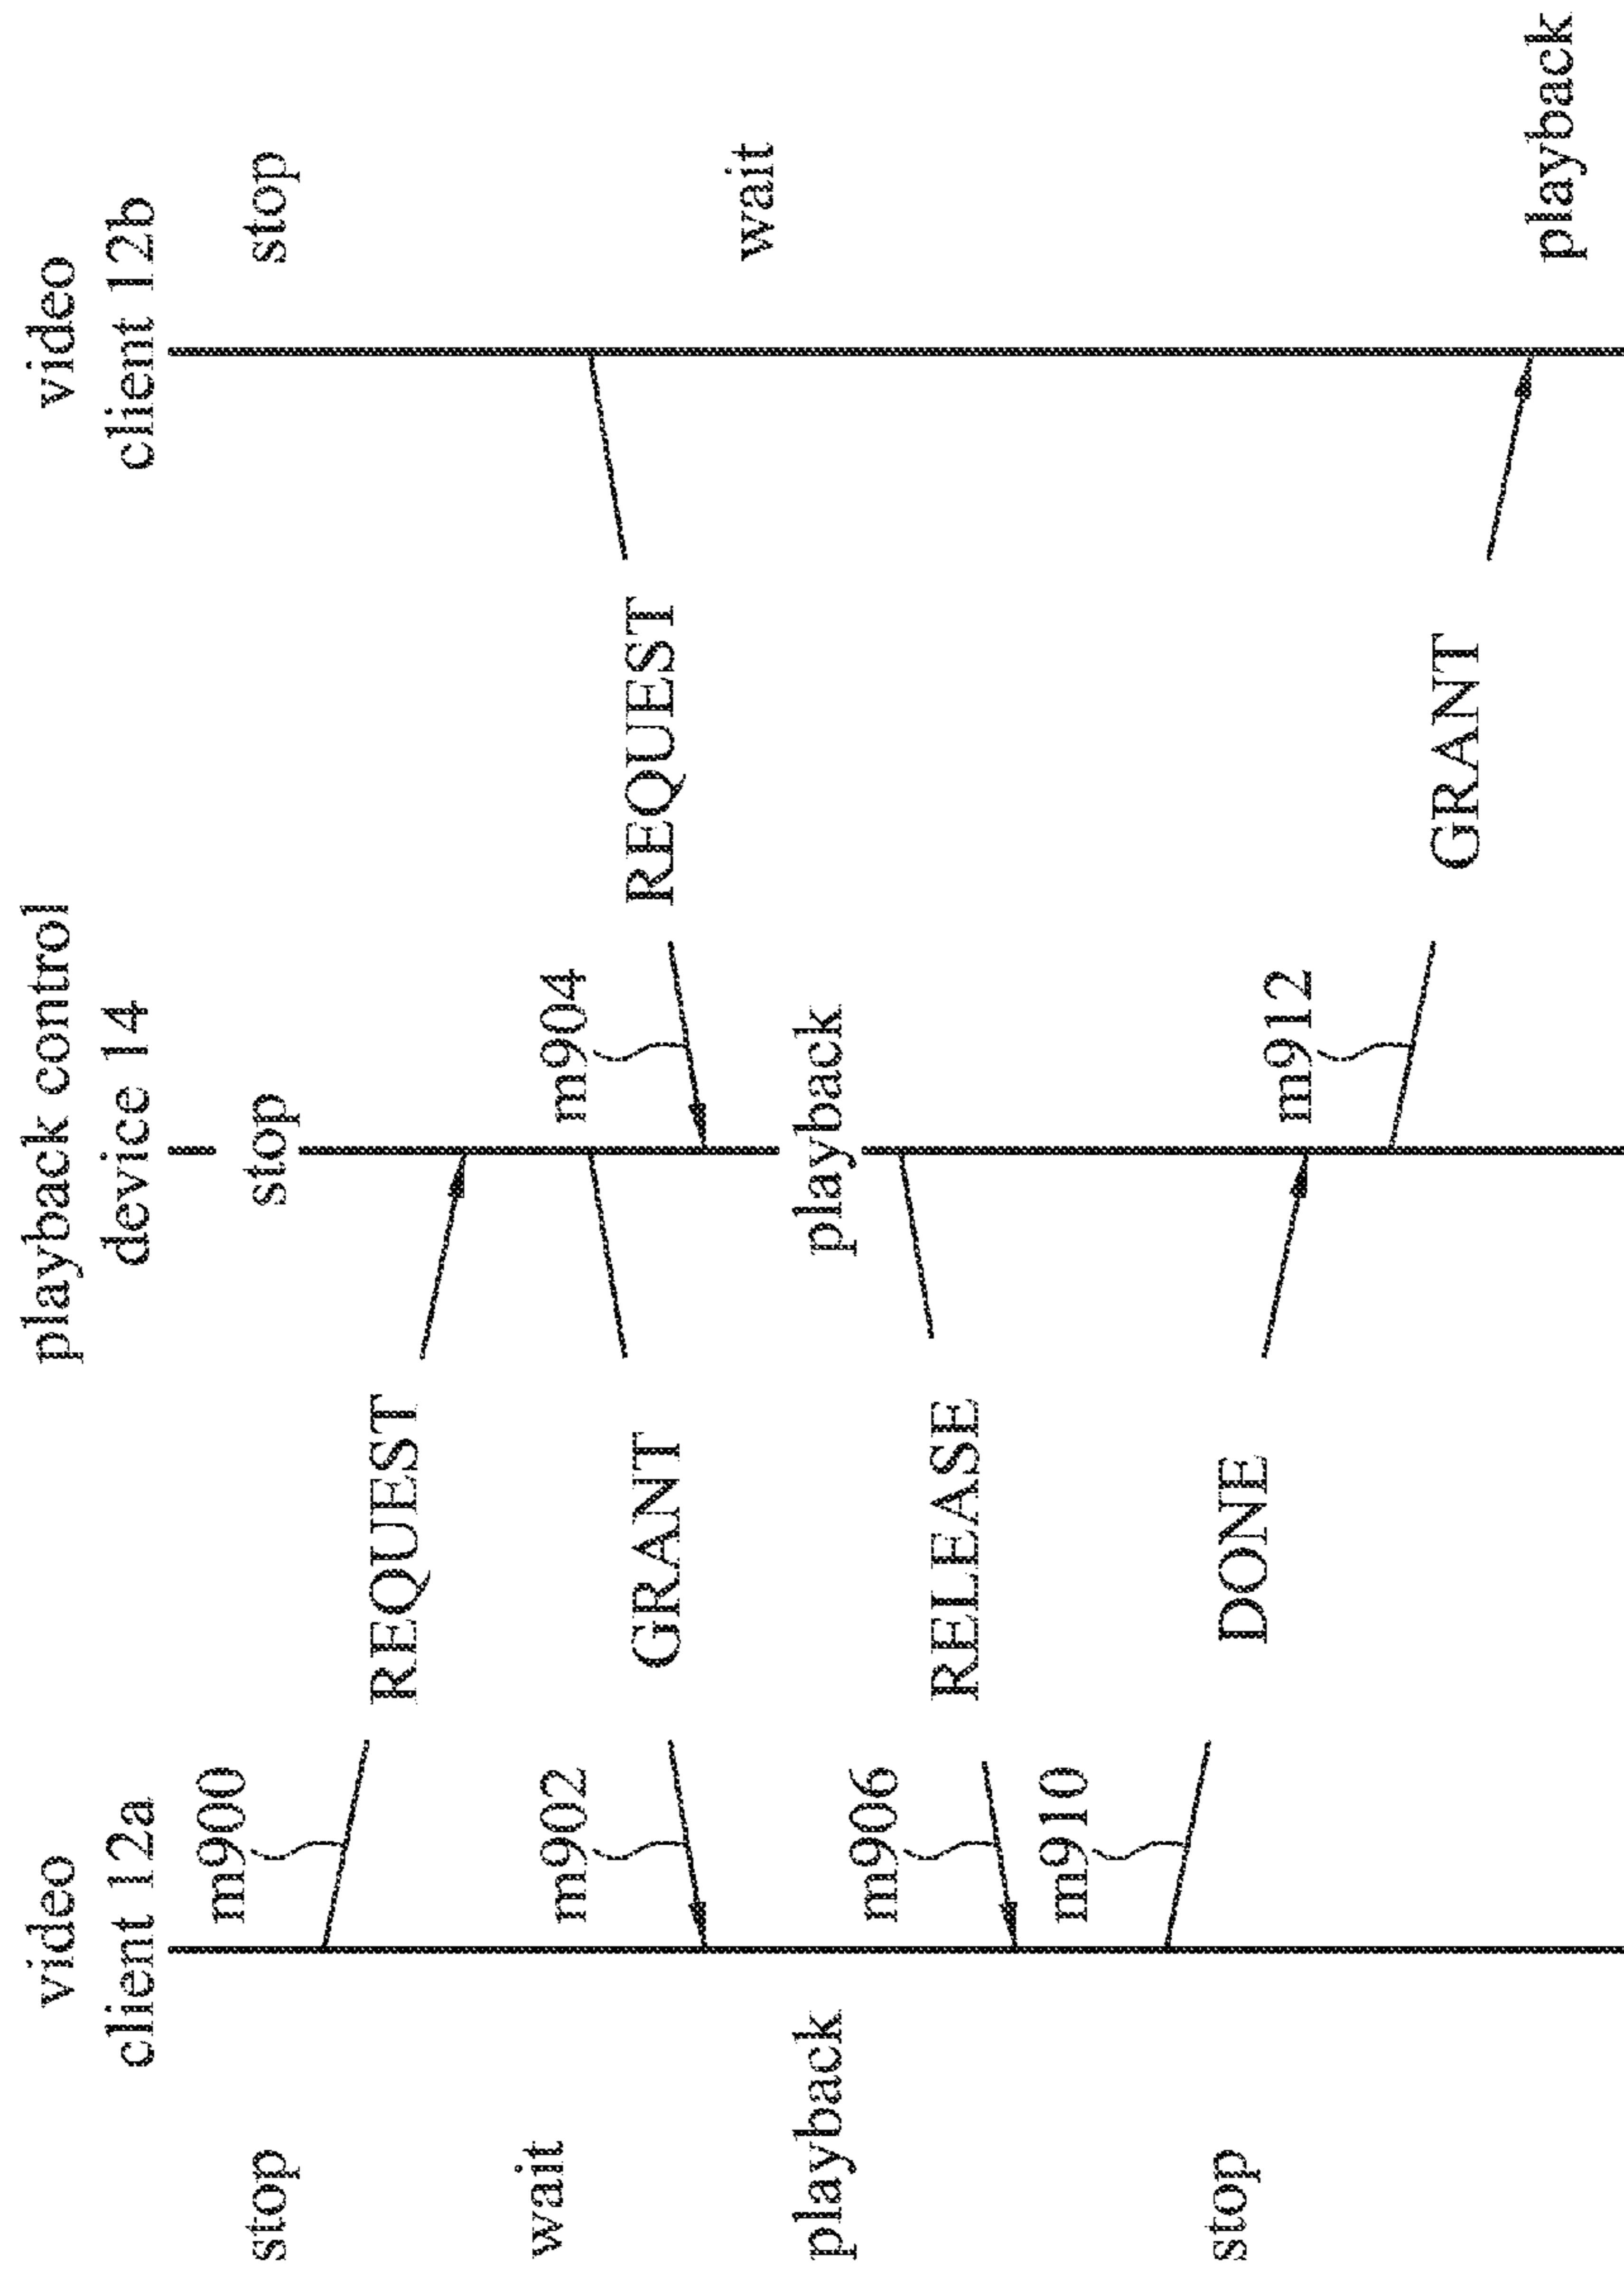 video
client 12a
playback control
device 14
video
client 12b
stop
stop
stop
m900
REQUEST
wait
m902
GRANT
m904
REQUEST
wait
playback
playback
m906
RELEASE
m910
DONE
stop
m912
GRANT
playback